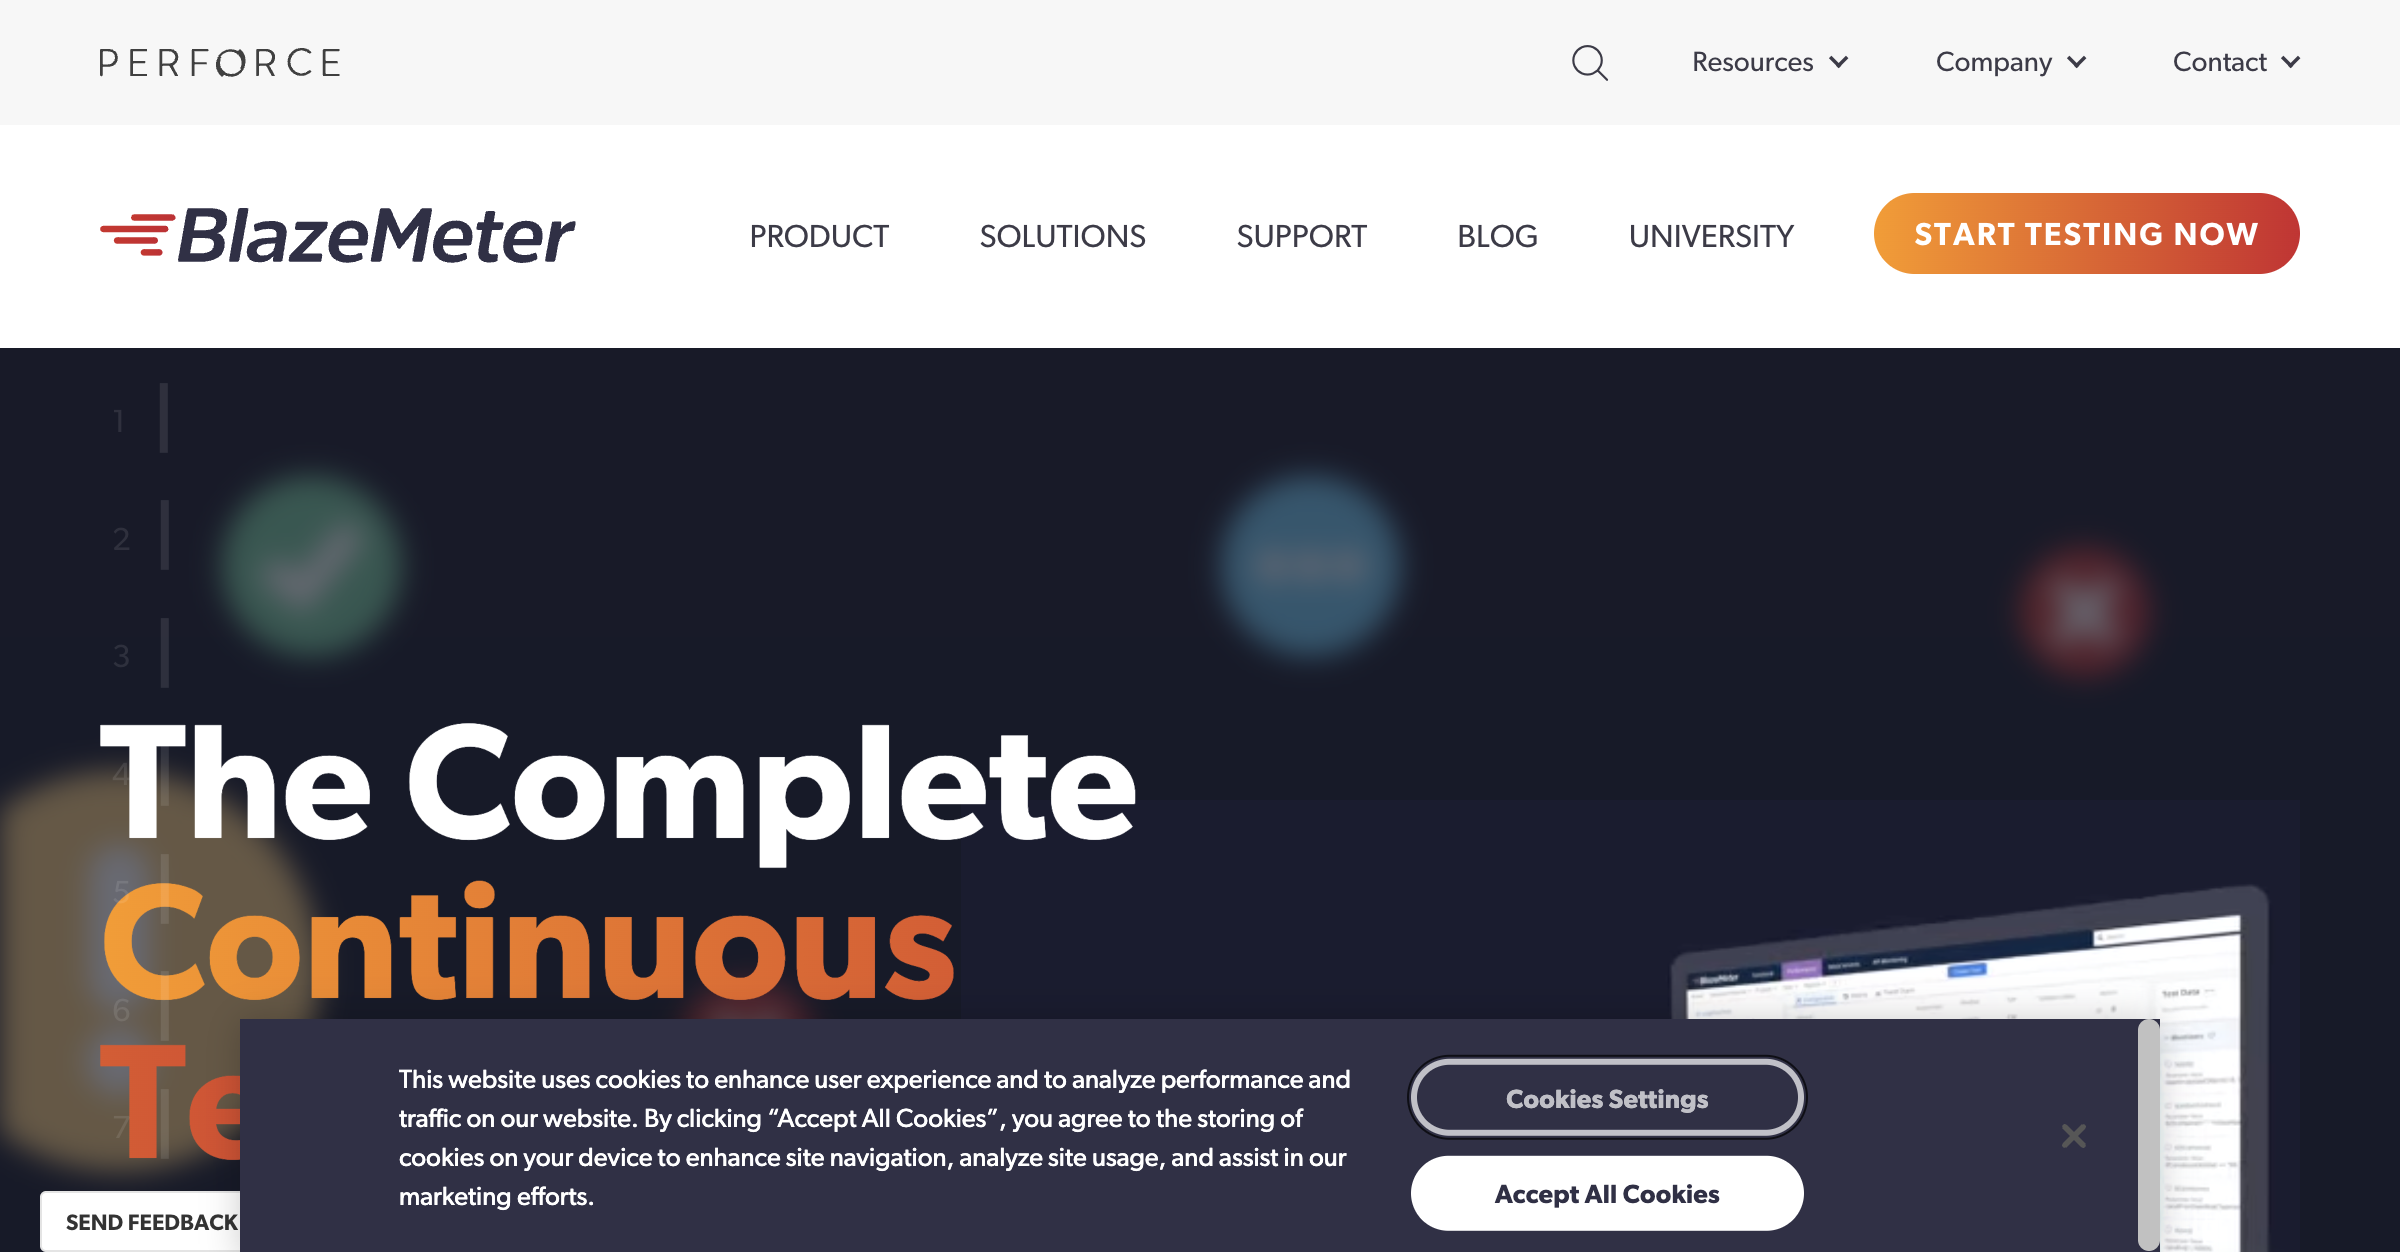 PERFORCE
Resources
Company
Contact
BlazeMeter
PRODUCT
SOLUTIONS
SUPPORT
BLOG
UNIVERSITY
START TESTING NOW
1
2
3
4
5
6
7
The Complete
Continuous
Te
BlazeMeter
Test Data
This website uses cookies to enhance user experience and to analyze performance and
traffic on our website. By clicking “Accept All Cookies”, you agree to the storing of
cookies on your device to enhance site navigation, analyze site usage, and assist in our
marketing efforts.
Cookies Settings
Accept All Cookies
SEND FEEDBACK